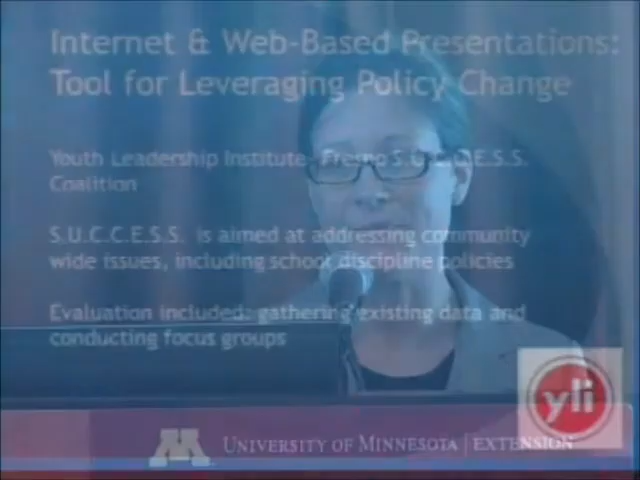 Internet & Web-Based Presentations:
Tool for Leveraging Policy Change
Youth Leadership Institute- Fresno S.U.C.C.E.S.S.
Coalition
S.U.C.C.E.S.S. is aimed at addressing community
wide issues, including school discipline policies
Evaluation included: gathering existing data and
conducting focus groups
yli
M
UNIVERSITY OF MINNESOTA | EXTENSION